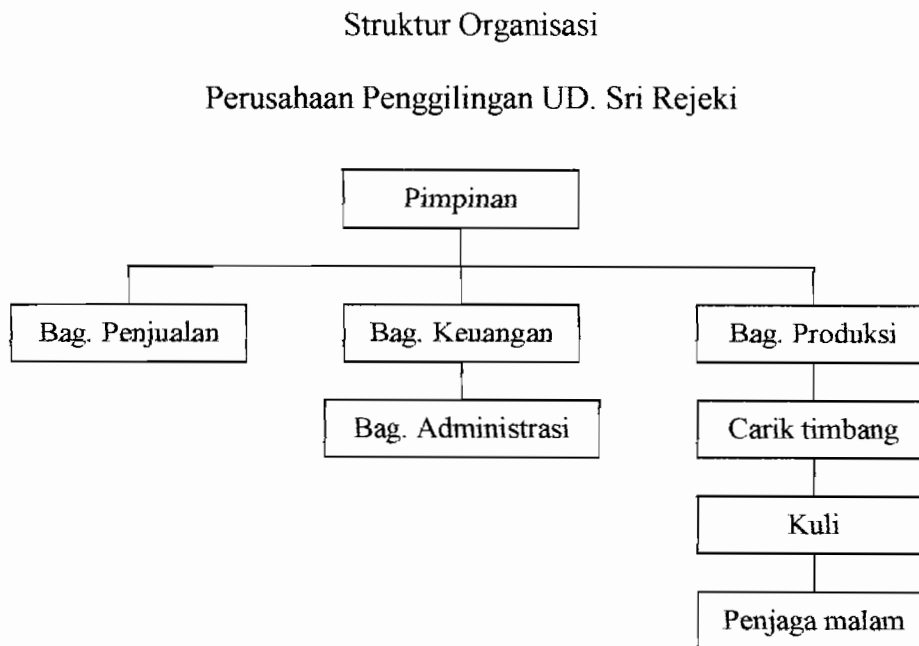 Struktur Organisasi
Perusahaan Penggilingan UD. Sri Rejeki
Pimpinan
Bag. Penjualan
Bag. Keuangan
Bag. Produksi
Bag. Administrasi
Carik timbang
Kuli
Penjaga malam